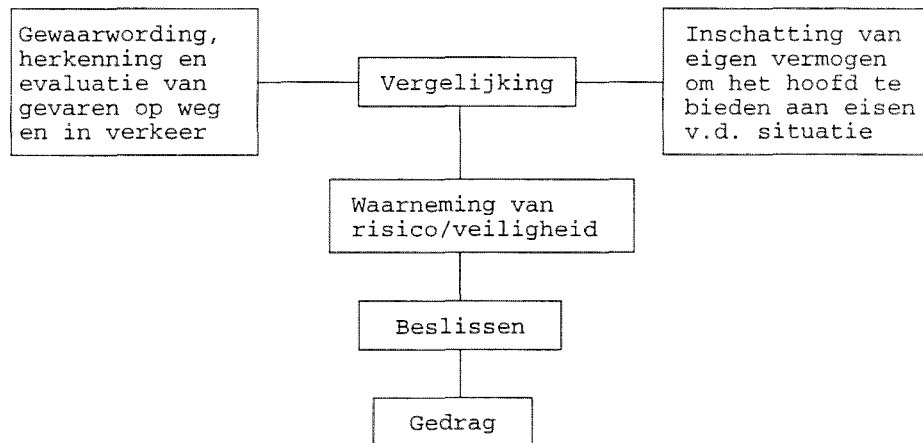 Gewaarwording,
herkenning en
evaluatie van
gevaren op weg
en in verkeer
Vergelijking
Inschatting van
eigen vermogen
om het hoofd te
bieden aan eisen
v.d. situatie
Waarneming van
risico/veiligheid
Beslissen
Gedrag